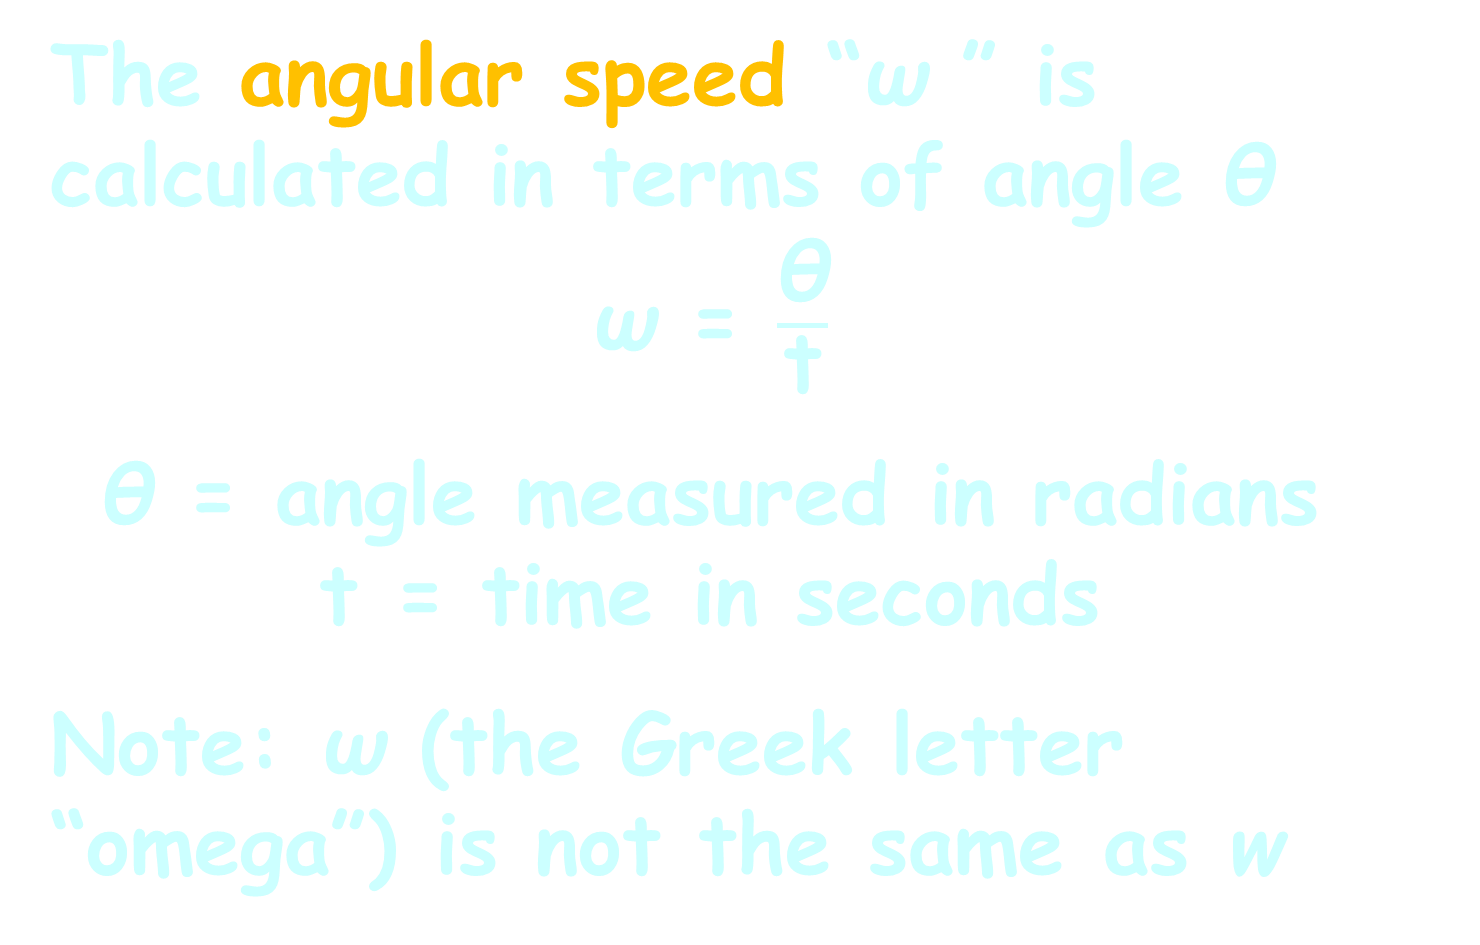 The angular speed “ω ” is
calculated in terms of angle θ
ω = θ/t
θ = angle measured in radians
t = time in seconds
Note: ω (the Greek letter
“omega”) is not the same as w